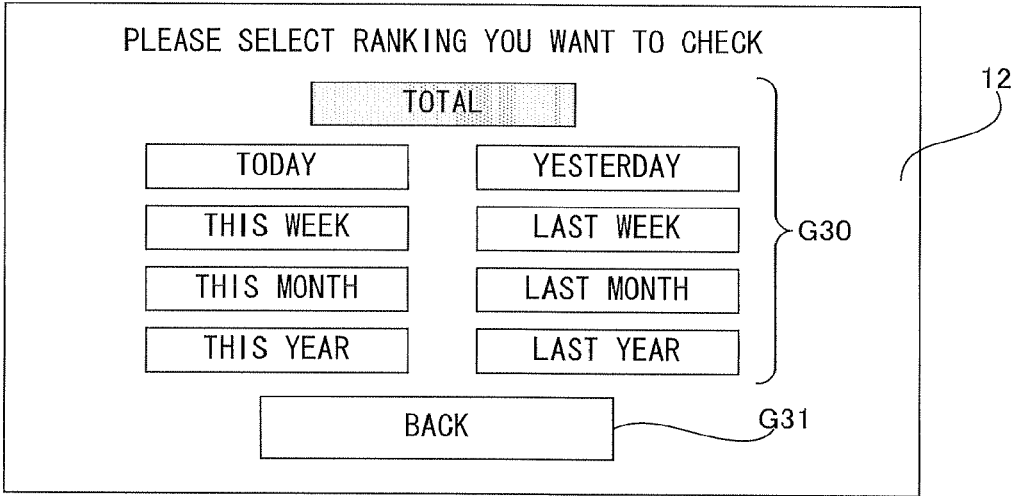 PLEASE SELECT RANKING YOU WANT TO CHECK
12
TOTAL
TODAY
YESTERDAY
THIS WEEK
LAST WEEK
G30
THIS MONTH
LAST MONTH
THIS YEAR
LAST YEAR
BACK
G31